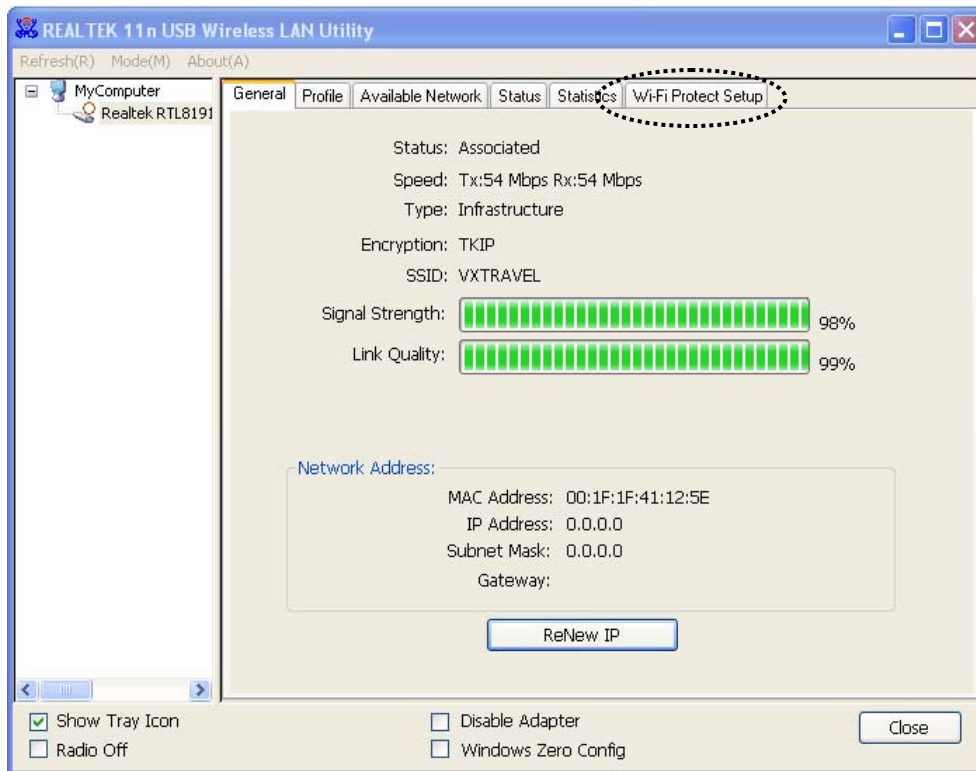 REALTEK 11n USB Wireless LAN Utility
Refresh(R) Mode(M) About(A)
MyComputer
Realtek RTL8191
General Profile Available Network Status Statistics Wi-Fi Protect Setup
Status: Associated
Speed: Tx:54 Mbps Rx:54 Mbps
Type: Infrastructure
Encryption: TKIP
SSID: VXTRAVEL
Signal Strength: 98%
Link Quality: 99%
Network Address:
MAC Address: 00:1F:1F:41:12:5E
IP Address: 0.0.0.0
Subnet Mask: 0.0.0.0
Gateway:
ReNew IP
Show Tray Icon
Radio Off
Disable Adapter
Windows Zero Config
Close